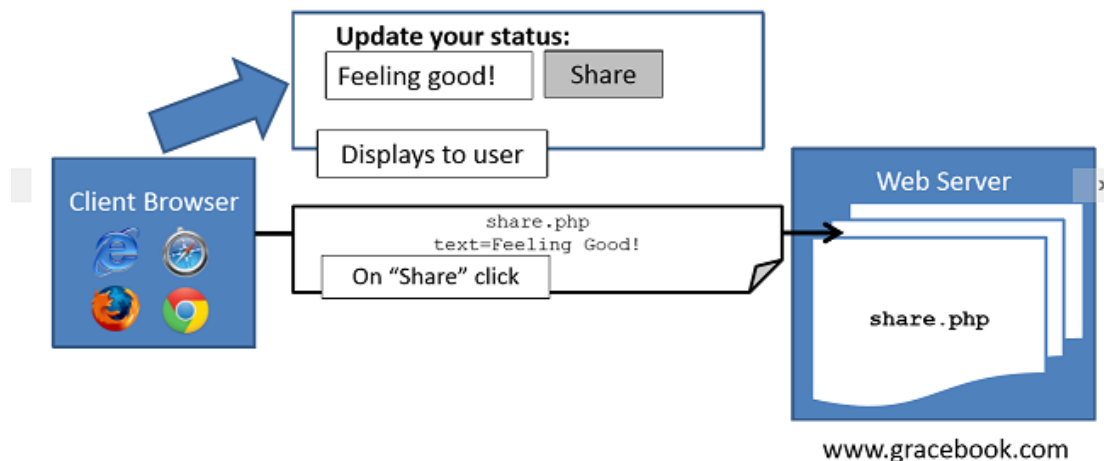 Update your status:
Feeling good!
Share
Displays to user
Client Browser
share.php
text=Feeling Good!
On “Share” click
Web Server
share.php
www.gracebook.com